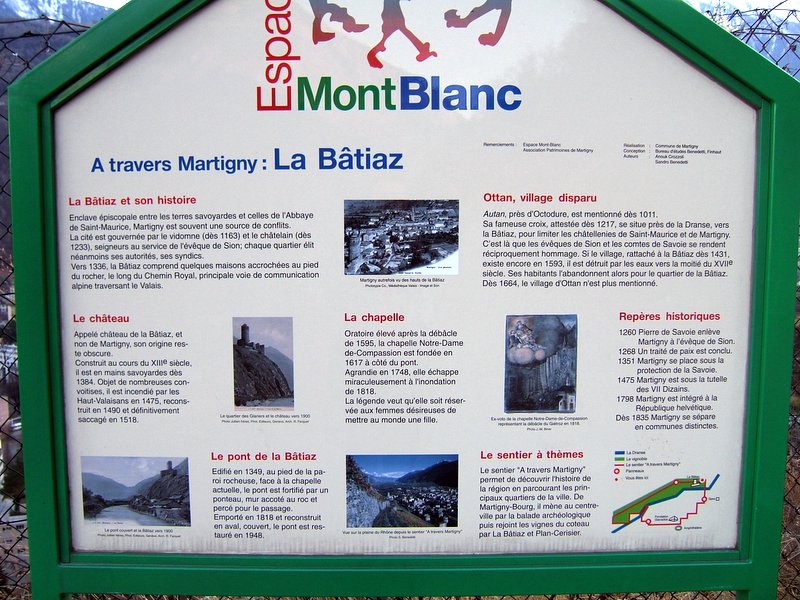 Espac
MontBlanc
A travers Martigny : La Bâtiaz
Remerciements : Espace Mont-Blanc
Association Patrimoines de Martigny
Réalisation : Commune de Martigny
Conception : Bureau d'études Benedetti, Finhaut
Auteurs : Anouk Crozzoli
Sandro Benedetti
La Bâtiaz et son histoire
Enclave épiscopale entre les terres savoyardes et celles de l'Abbaye
de Saint-Maurice, Martigny est souvent une source de conflits.
La cité est gouvernée par le vidomne (dès 1163) et le châtelain (dès
1233), seigneurs au service de l'évêque de Sion; chaque quartier élit
néanmoins ses autorités, ses syndics.
Vers 1336, la Bâtiaz comprend quelques maisons accrochées au pied
du rocher, le long du Chemin Royal, principale voie de communication
alpine traversant le Valais.
Martigny autrefois vu des hauts de la Bâtiaz
Phototypie Co., Médiathèque Valais - Image et Son
Ottan, village disparu
Autan, près d'Octodure, est mentionné dès 1011.
Sa fameuse croix, attestée dès 1217, se situe près de la Dranse, vers
la Bâtiaz, pour limiter les châtellenies de Saint-Maurice et de Martigny.
C'est là que les évêques de Sion et les comtes de Savoie se rendent
réciproquement hommage. Si le village, rattaché à la Bâtiaz dès 1431,
existe encore en 1593, il est détruit par les eaux vers la moitié du XVIIe
siècle. Ses habitants l'abandonnent alors pour le quartier de la Bâtiaz.
Dès 1664, le village d'Ottan n'est plus mentionné.
Le château
Appelé château de la Bâtiaz, et
non de Martigny, son origine res-
te obscure.
Construit au cours du XIIIe siècle,
il est en mains savoyardes dès
1384. Objet de nombreuses con-
voitises, il est incendié par les
Haut-Valaisans en 1475, recons-
truit en 1490 et définitivement
saccagé en 1518.
Le quartier des Glariers et le château vers 1900
La chapelle
Oratoire élevé après la débâcle
de 1595, la chapelle Notre-Dame
de-Compassion est fondée en
1617 à côté du pont.
Agrandie en 1748, elle échappe
miraculeusement à l'inondation
de 1818.
La légende veut qu'elle soit réser-
vée aux femmes désireuses de
mettre au monde une fille.
Ex-voto de la chapelle Notre-Dame-de-Compassion
représentant la débâcle du Giétroz en 1818.
Repères historiques
1260 Pierre de Savoie enlève
Martigny à l'évêque de Sion.
1268 Un traité de paix est conclu.
1351 Martigny se place sous la
protection de la Savoie.
1475 Martigny est sous la tutelle
des VII Dizains.
1798 Martigny est intégré à la
République helvétique.
Dès 1835 Martigny se sépare
en communes distinctes.
Le pont couvert et la Bâtiaz vers 1900
Le pont de la Bâtiaz
Edifié en 1349, au pied de la pa-
roi rocheuse, face à la chapelle
actuelle, le pont est fortifié par un
ponteau, mur accoté au roc et
percé pour le passage.
Emporté en 1818 et reconstruit
en aval, couvert, le pont est res-
tauré en 1948.
Vue sur la plaine du Rhône depuis le sentier "A travers Martigny"
Photo S. Benedetti
Le sentier à thèmes
Le sentier "A travers Martigny"
permet de découvrir l'histoire de
la région en parcourant les prin-
cipaux quartiers de la ville. De
Martigny-Bourg, il mène au centre-
ville par la balade archéologique
puis rejoint les vignes du coteau
par La Bâtiaz et Plan-Cerisier.
La Dranse
Le vignoble
Le sentier "A travers Martigny"
Panneaux
Vous êtes ici